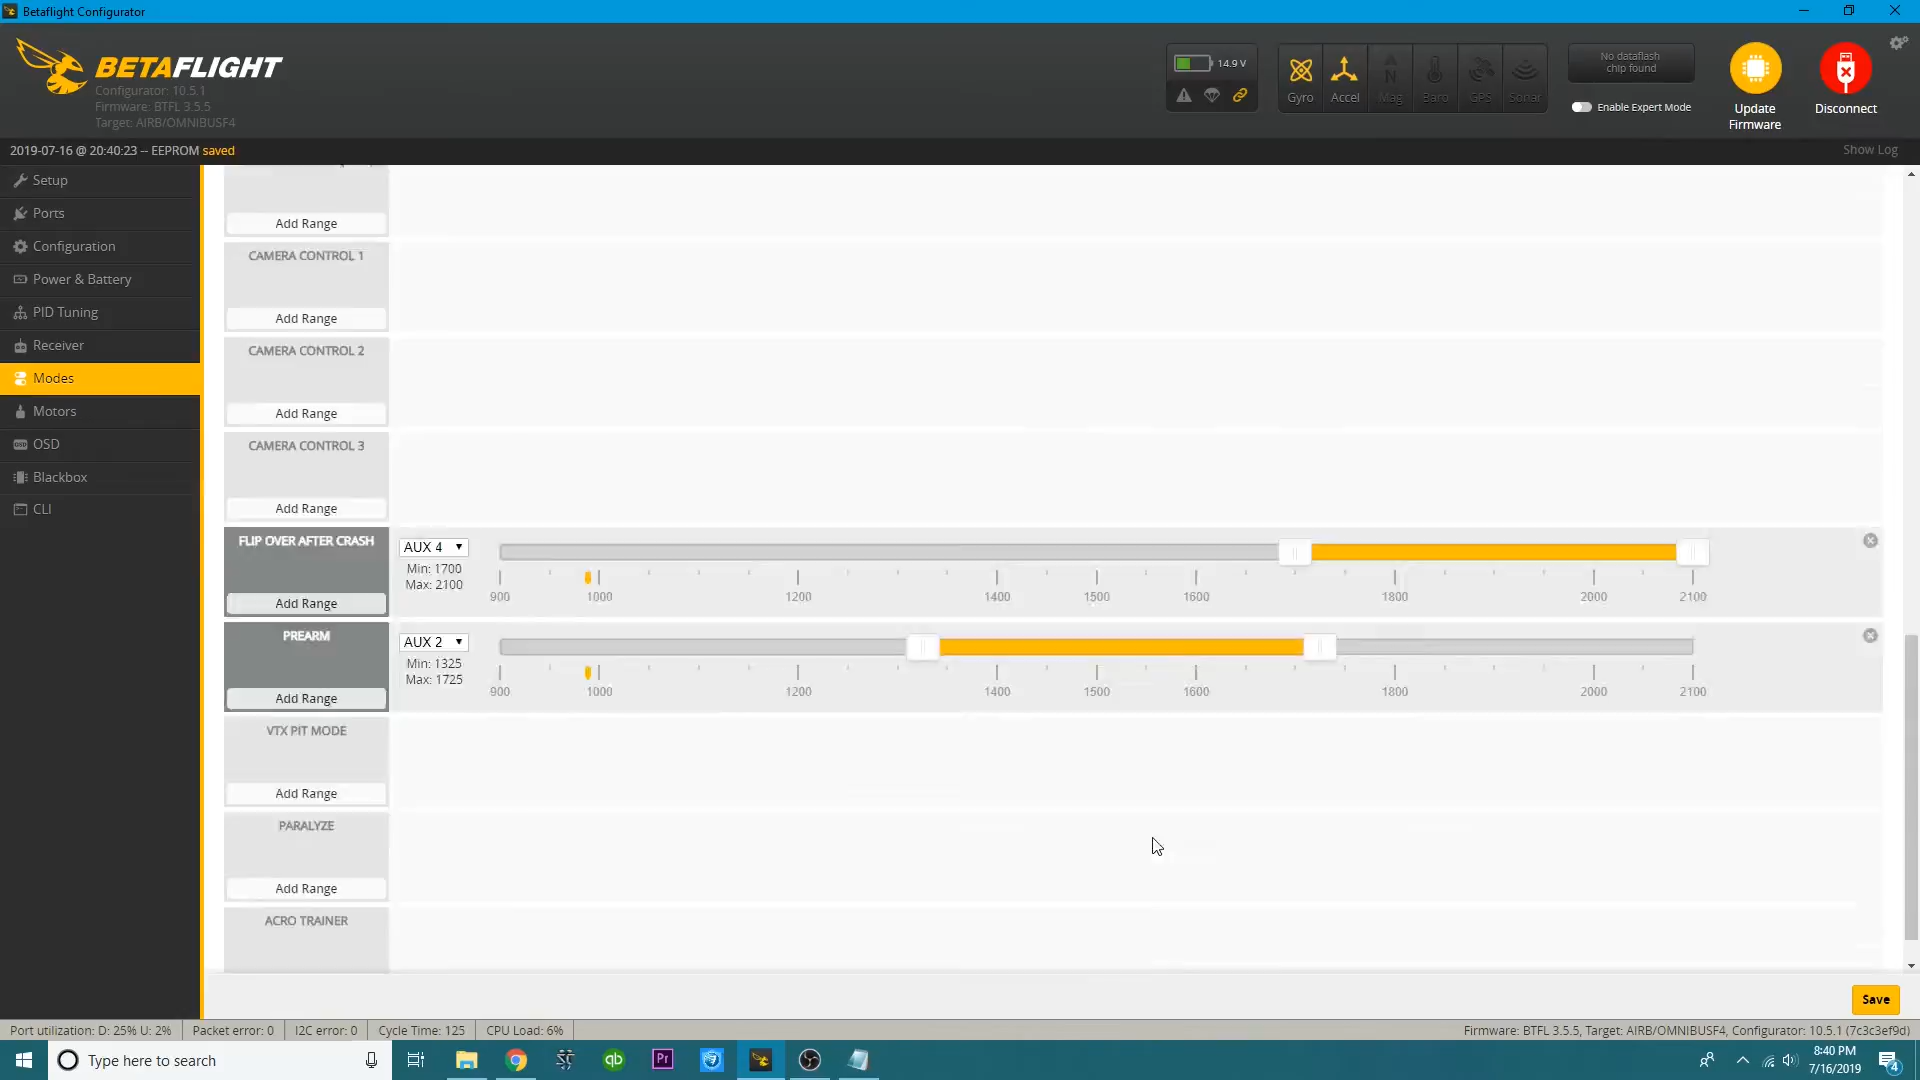 Betaflight Configurator
BETAFLIGHT
Configurator: 10.5.1
Firmware: BTFL 3.5.5
Target: AIRB/OMNIBUSF4
14.9 V
Gyro
Accel
Mag
Baro
GPS
Sonar
No dataflash
chip found
Enable Expert Mode
Update
Firmware
Disconnect
2019-07-16 @ 20:40:23 -- EEPROM saved
Show Log
Setup
Ports
Configuration
Power & Battery
PID Tuning
Receiver
Modes
Motors
OSD
Blackbox
CLI
Add Range
CAMERA CONTROL 1
Add Range
CAMERA CONTROL 2
Add Range
CAMERA CONTROL 3
Add Range
FLIP OVER AFTER CRASH
Add Range
AUX 4
Min: 1700
Max: 2100
900 1000 1200 1400 1500 1600 1800 2000 2100
PREARM
Add Range
AUX 2
Min: 1325
Max: 1725
900 1000 1200 1400 1500 1600 1800 2000 2100
VTX PIT MODE
Add Range
PARALYZE
Add Range
ACRO TRAINER
Save
Port utilization: D: 25% U: 2%
Packet error: 0
I2C error: 0
Cycle Time: 125
CPU Load: 6%
Firmware: BTFL 3.5.5, Target: AIRB/OMNIBUSF4, Configurator: 10.5.1 (7c3c3ef9d)
Type here to search
qb
Pr
8:40 PM
7/16/2019
4